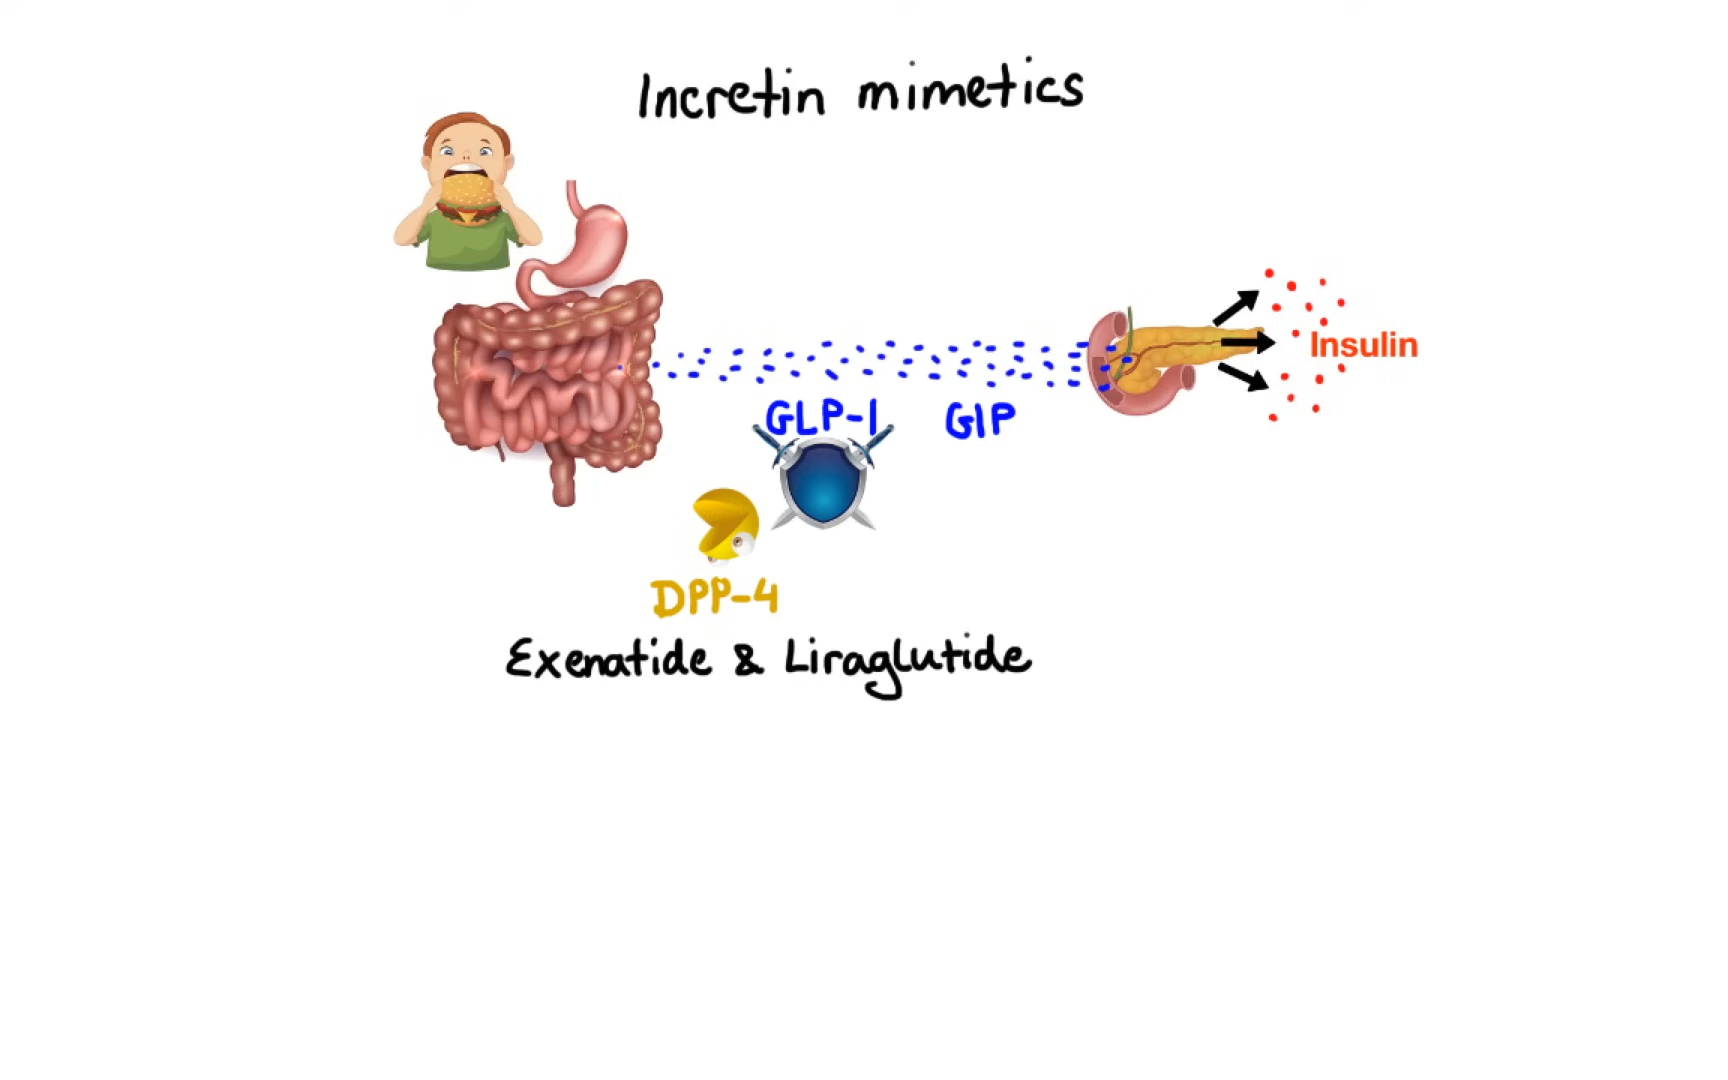 Incretin mimetics
Insulin
GLP-1 GIP
DPP-4
Exenatide & Liraglutide